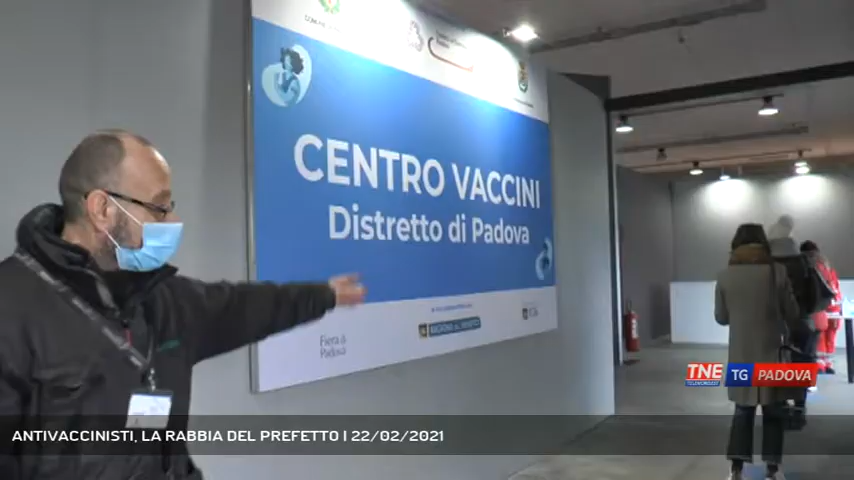 CENTRO VACCINI
Distretto di Padova
Fiera di
Padova
TNE
TELENORDEST
TG PADOVA
ANTIVACCINISTI, LA RABBIA DEL PREFETTO | 22/02/2021